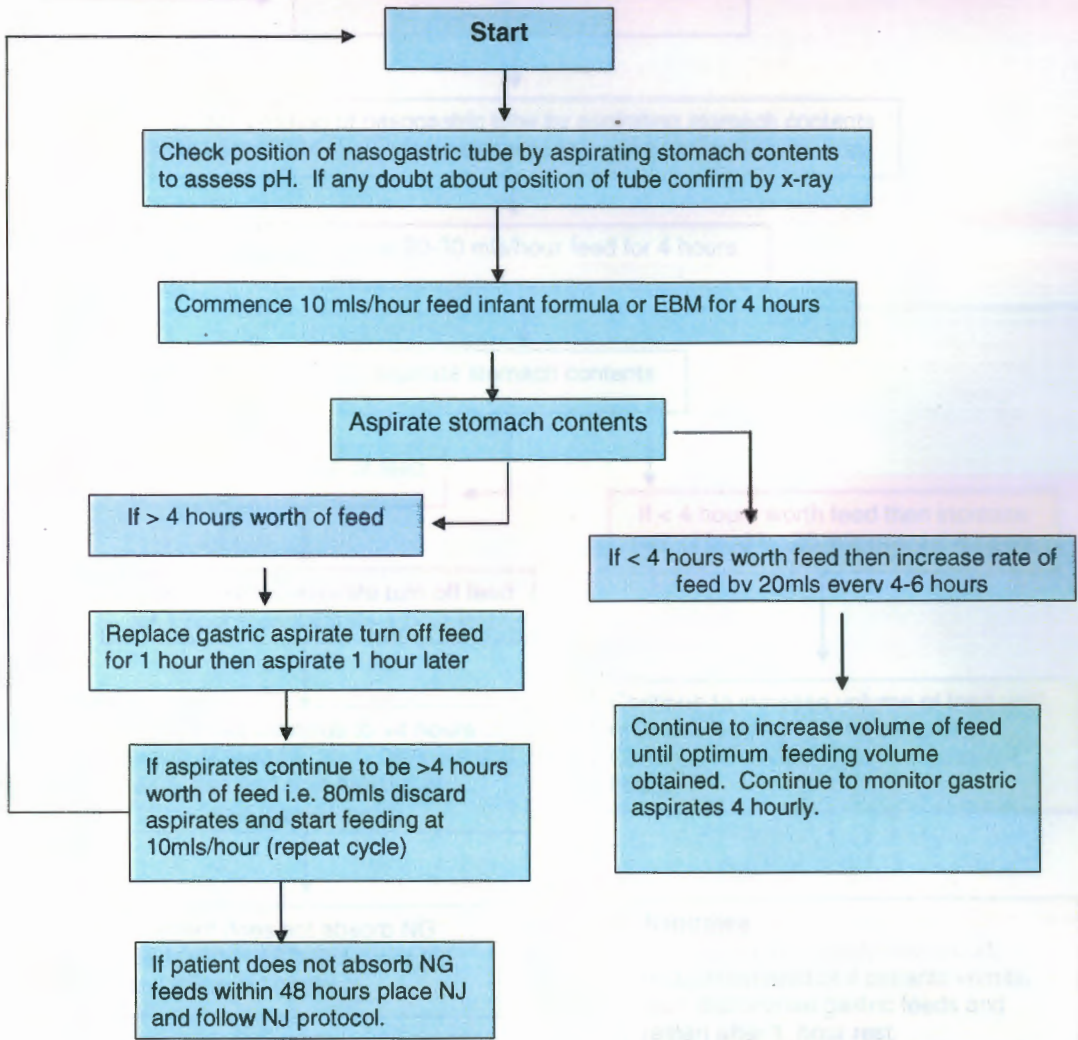 Start
Check position of nasogastric tube by aspirating stomach contents
to assess pH. If any doubt about position of tube confirm by x-ray
Commence 10 mls/hour feed infant formula or EBM for 4 hours
Aspirate stomach contents
If > 4 hours worth of feed
If < 4 hours worth feed then increase rate of
feed by 20mls every 4-6 hours
Replace gastric aspirate turn off feed
for 1 hour then aspirate 1 hour later
If aspirates continue to be >4 hours
worth of feed i.e. 80mls discard
aspirates and start feeding at
10mls/hour (repeat cycle)
Continue to increase volume of feed
until optimum feeding volume
obtained. Continue to monitor gastric
aspirates 4 hourly.
If patient does not absorb NG
feeds within 48 hours place NJ
and follow NJ protocol.